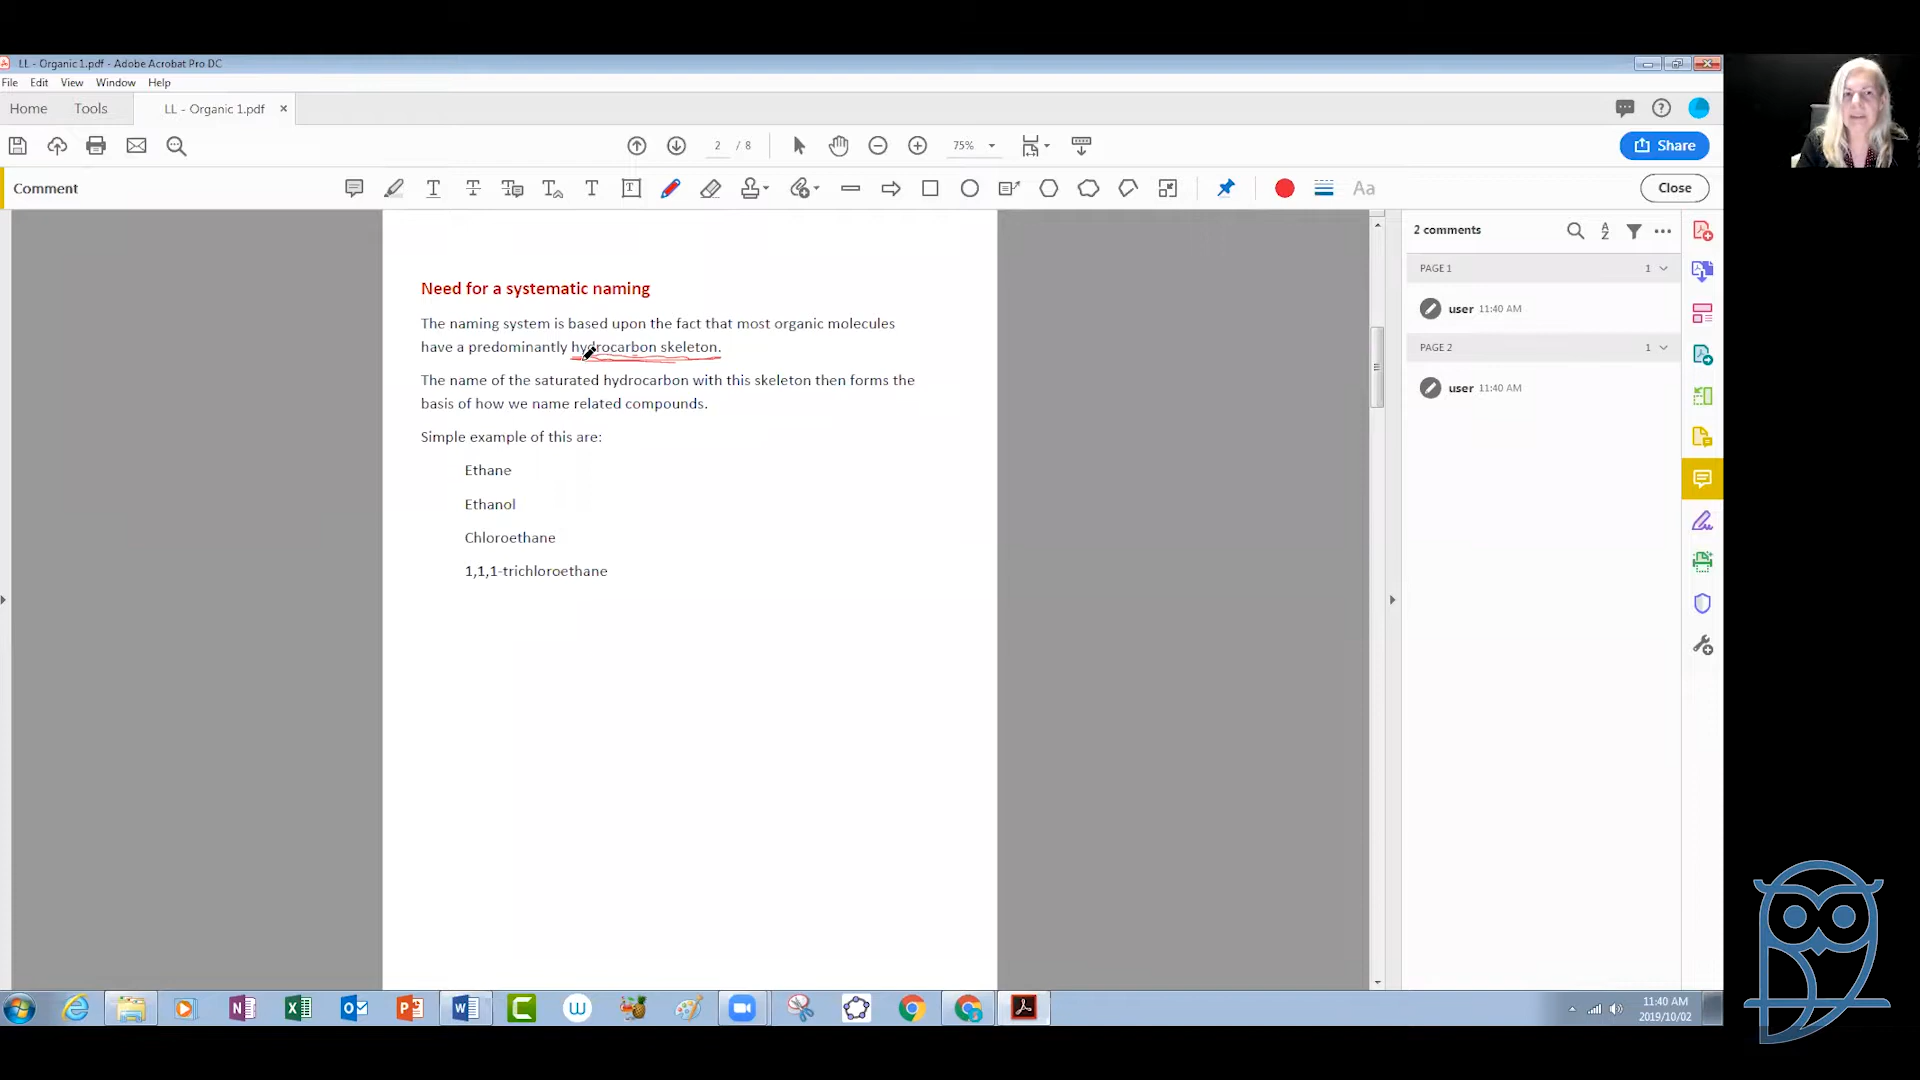 LL - Organic 1.pdf - Adobe Acrobat Pro DC
File Edit View Window Help
Home Tools LL - Organic 1.pdf ×
2 / 8 75% Share
Comment Aa Close
2 comments
PAGE 1 1
user 11:40 AM
PAGE 2 1
user 11:40 AM
Need for a systematic naming
The naming system is based upon the fact that most organic molecules
have a predominantly hydrocarbon skeleton.
The name of the saturated hydrocarbon with this skeleton then forms the
basis of how we name related compounds.
Simple example of this are:
Ethane
Ethanol
Chloroethane
1,1,1-trichloroethane
11:40 AM
2019/10/02